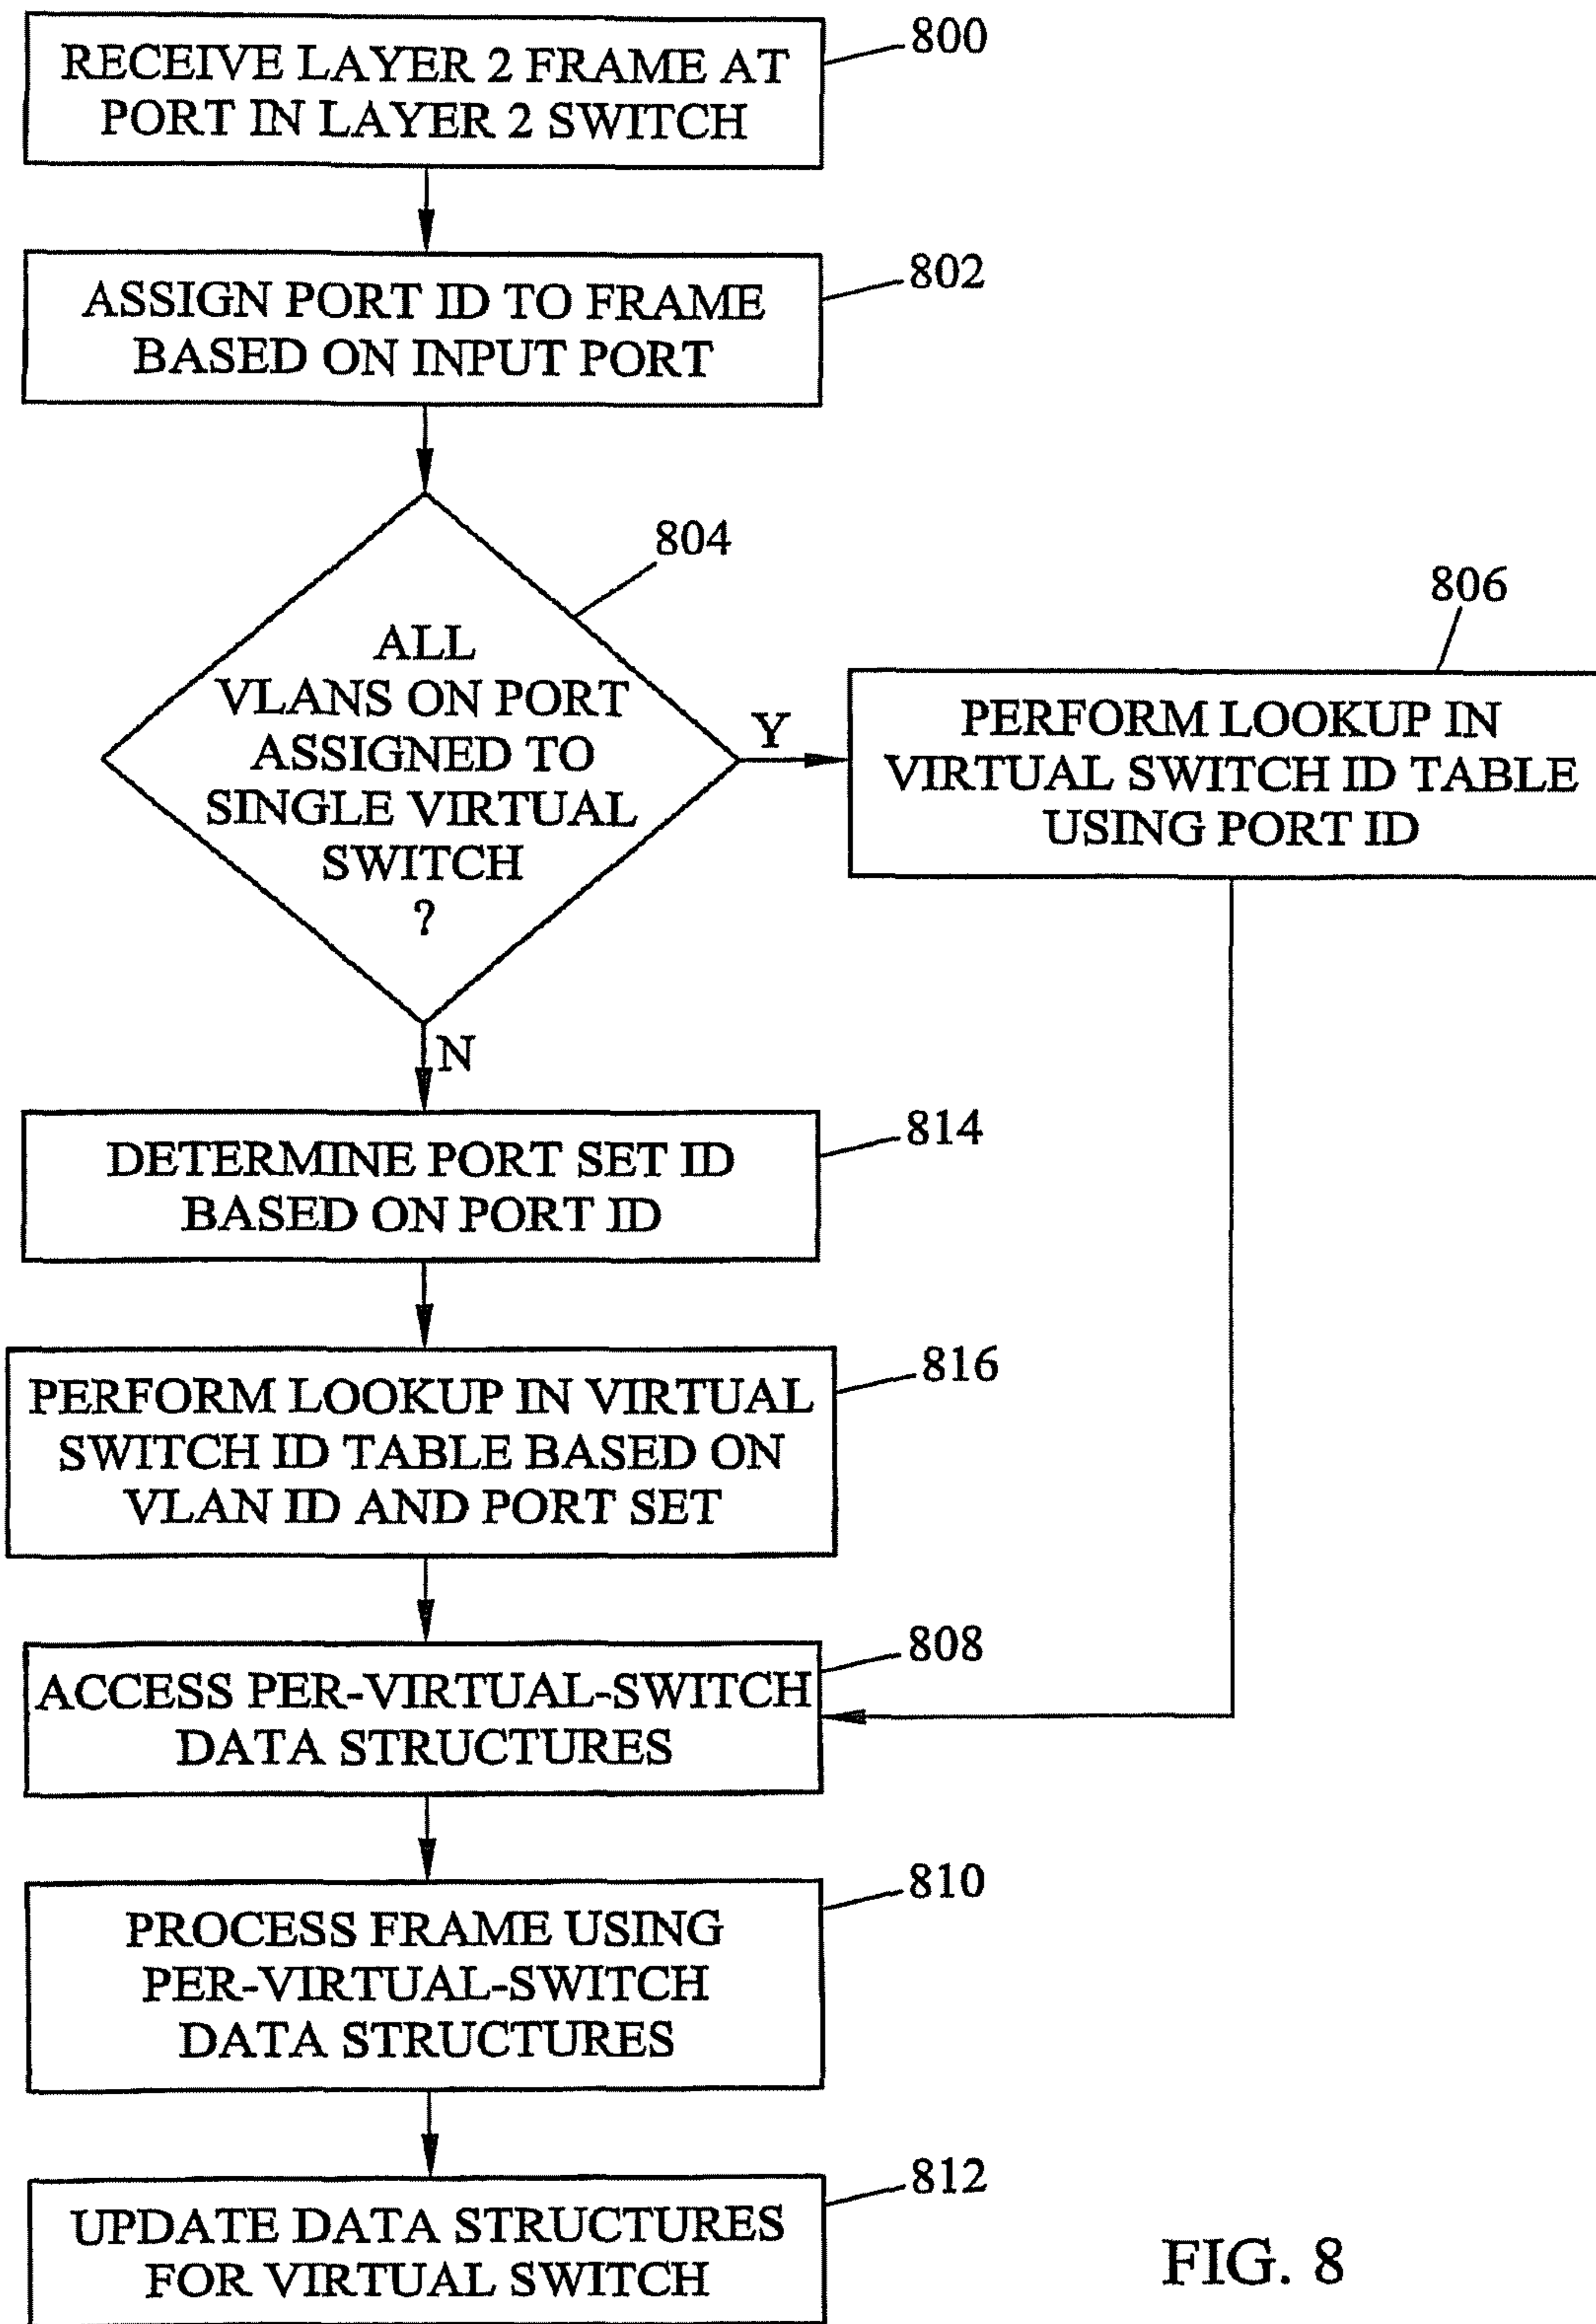 RECEIVE LAYER 2 FRAME AT
PORT IN LAYER 2 SWITCH
800
ASSIGN PORT ID TO FRAME
BASED ON INPUT PORT
802
804
ALL
VLANS ON PORT
ASSIGNED TO
SINGLE VIRTUAL
SWITCH
?
Y
806
PERFORM LOOKUP IN
VIRTUAL SWITCH ID TABLE
USING PORT ID
N
DETERMINE PORT SET ID
BASED ON PORT ID
814
PERFORM LOOKUP IN VIRTUAL
SWITCH ID TABLE BASED ON
VLAN ID AND PORT SET
816
ACCESS PER-VIRTUAL-SWITCH
DATA STRUCTURES
808
PROCESS FRAME USING
PER-VIRTUAL-SWITCH
DATA STRUCTURES
810
UPDATE DATA STRUCTURES
FOR VIRTUAL SWITCH
812
FIG. 8